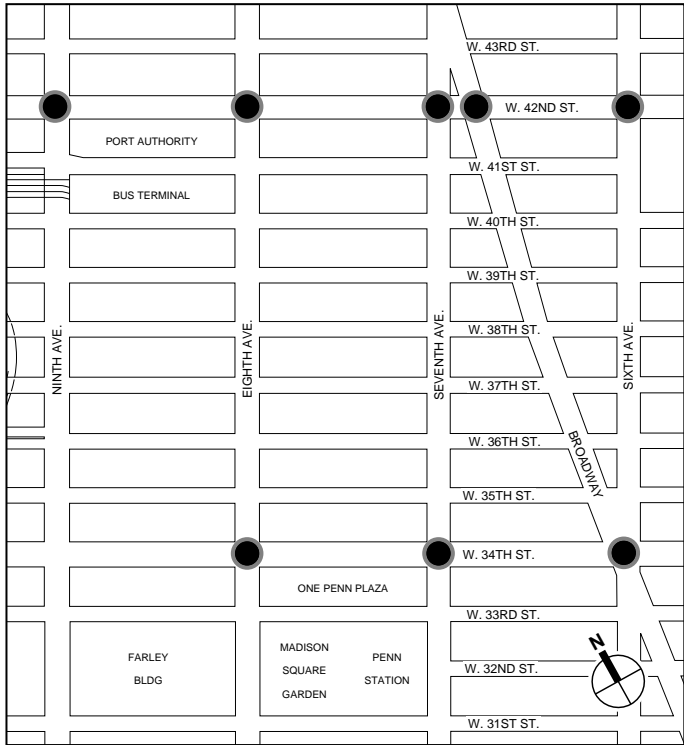 W. 43RD ST.
W. 42ND ST.
PORT AUTHORITY
W. 41ST ST.
BUS TERMINAL
W. 40TH ST.
W. 39TH ST.
W. 38TH ST.
NINTH AVE.
EIGHTH AVE.
SEVENTH AVE.
SIXTH AVE.
W. 37TH ST.
W. 36TH ST.
BROADWAY
W. 35TH ST.
W. 34TH ST.
ONE PENN PLAZA
W. 33RD ST.
FARLEY
BLDG
MADISON
SQUARE
GARDEN
PENN
STATION
N
W. 32ND ST.
W. 31ST ST.